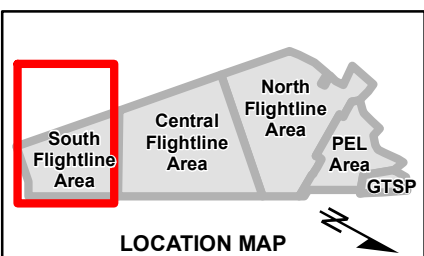 South
Flightline
Area
Central
Flightline
Area
North
Flightline
Area
PEL
Area
GTSP
N
LOCATION MAP